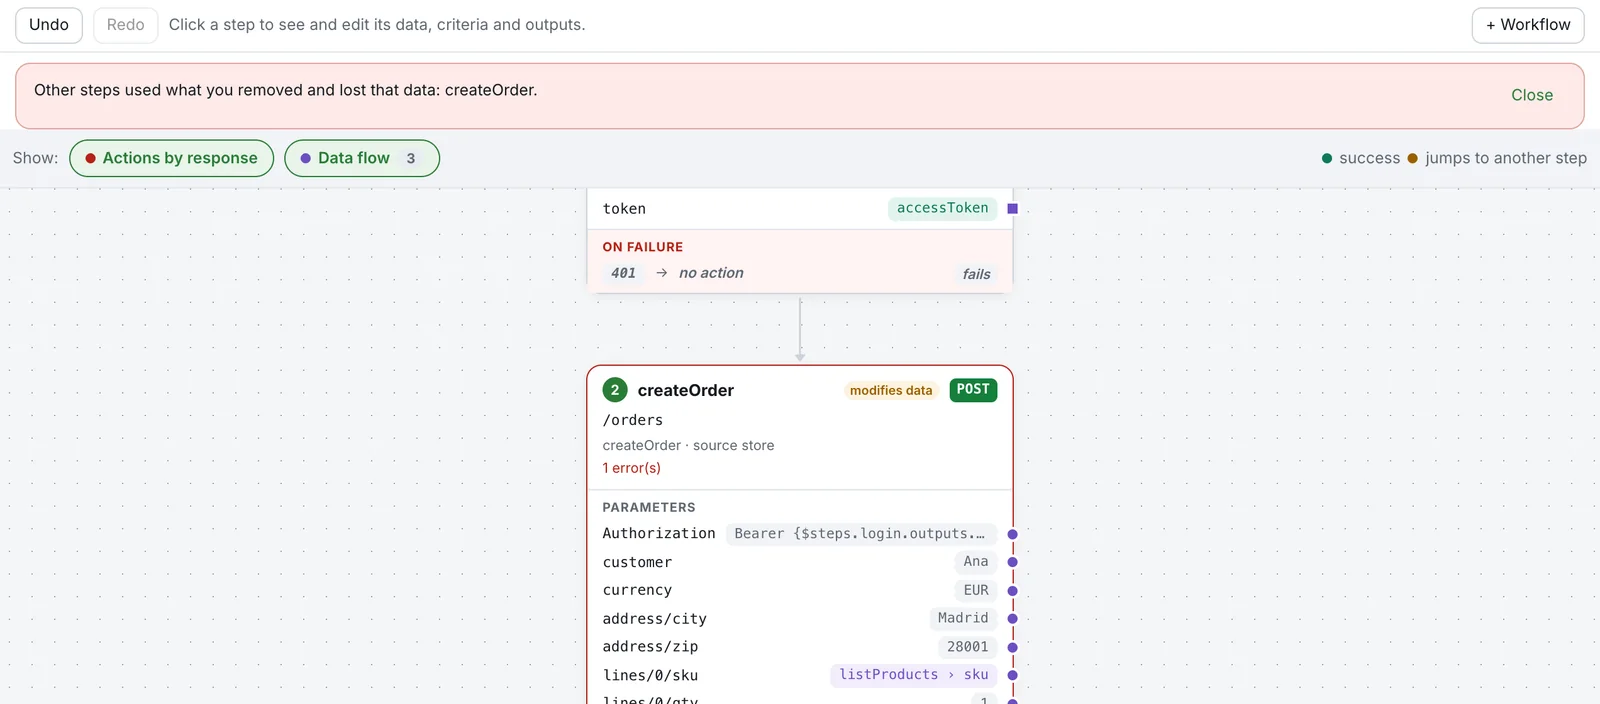 Undo Redo Click a step to see and edit its data, criteria and outputs. + Workflow
Other steps used what you removed and lost that data: createOrder. Close
Show: Actions by response Data flow 3 success jumps to another step
token accessToken
ON FAILURE
401 → no action fails
2 createOrder modifies data POST
/orders
createOrder · source store
1 error(s)
PARAMETERS
Authorization Bearer {$steps.login.outputs.…
customer Ana
currency EUR
address/city Madrid
address/zip 28001
lines/0/sku listProducts › sku
lines/0/qty 1